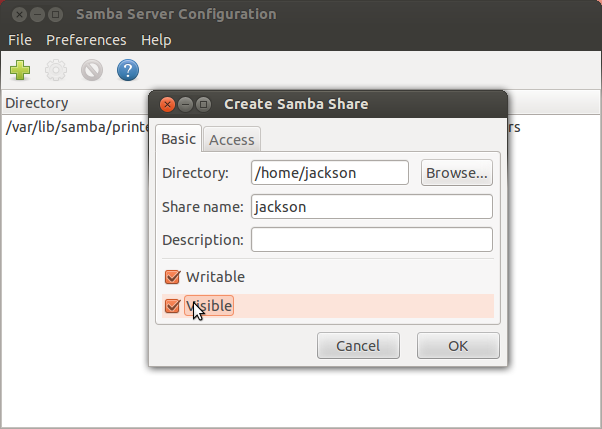 Samba Server Configuration
File Preferences Help
Directory
/var/lib/samba/printe rs
Create Samba Share
Basic Access
Directory: /home/jackson Browse...
Share name: jackson
Description:
Writable
Visible
Cancel OK